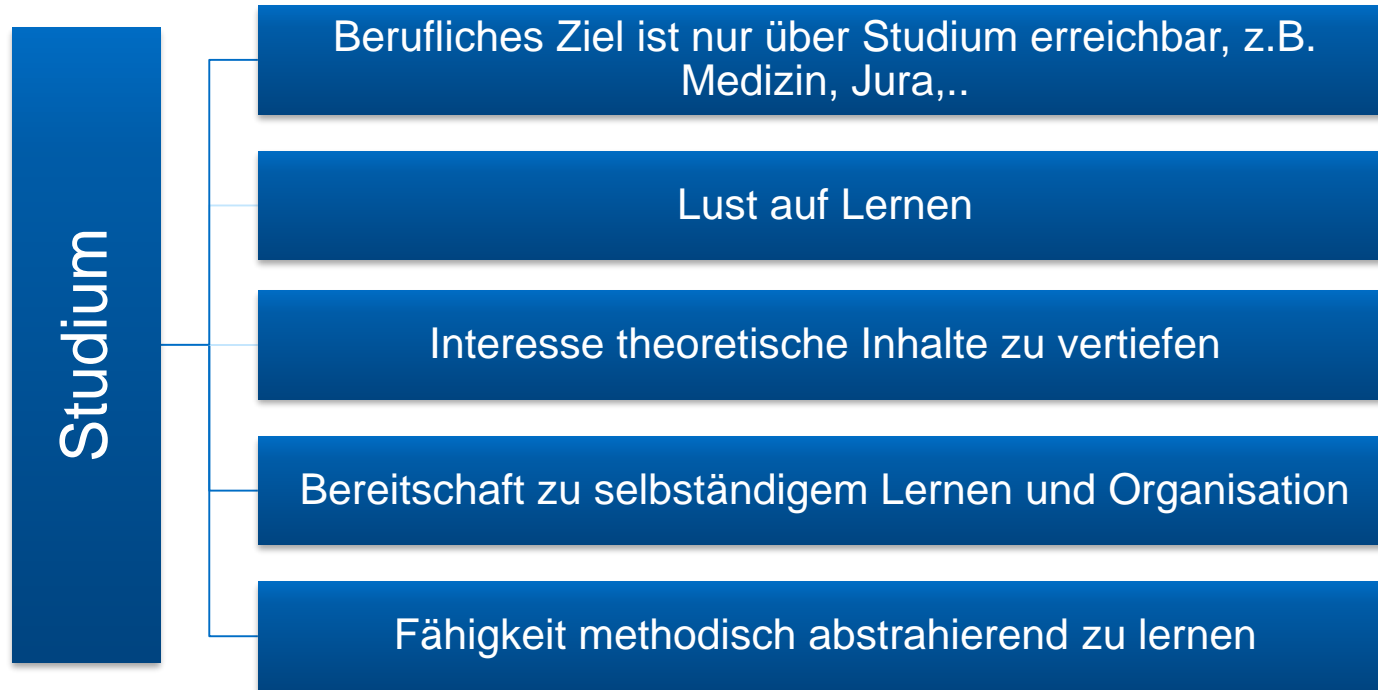 Studium
Berufliches Ziel ist nur über Studium erreichbar, z.B.
Medizin, Jura,..
Lust auf Lernen
Interesse theoretische Inhalte zu vertiefen
Bereitschaft zu selbständigem Lernen und Organisation
Fähigkeit methodisch abstrahierend zu lernen